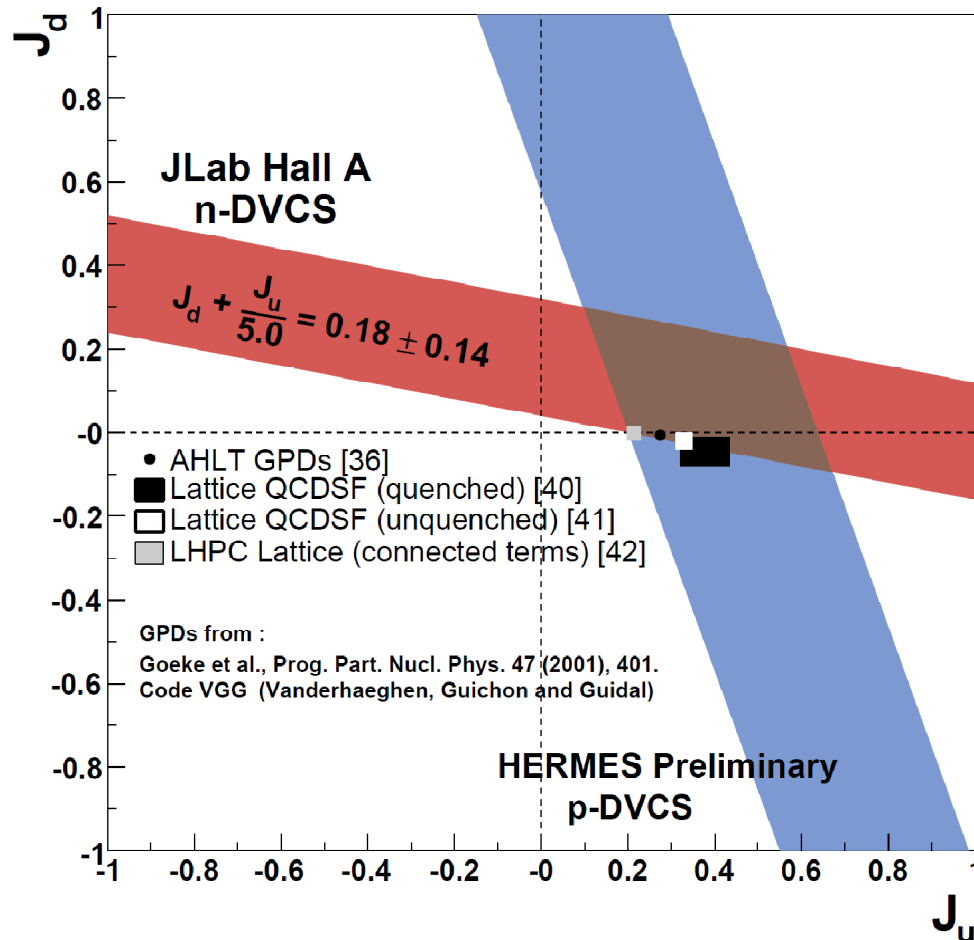 J_d
1
0.8
0.6
0.4
0.2
-0
-0.2
-0.4
-0.6
-0.8
-1
JLab Hall A
n-DVCS
J_d + J_u/5.0 = 0.18 ± 0.14
AHLT GPDs [36]
Lattice QCDSF (quenched) [40]
Lattice QCDSF (unquenched) [41]
LHPC Lattice (connected terms) [42]
GPDs from :
Goeke et al., Prog. Part. Nucl. Phys. 47 (2001), 401.
Code VGG (Vanderhaeghen, Guichon and Guidal)
HERMES Preliminary
p-DVCS
-1 -0.8 -0.6 -0.4 -0.2 -0 0.2 0.4 0.6 0.8 1
J_u